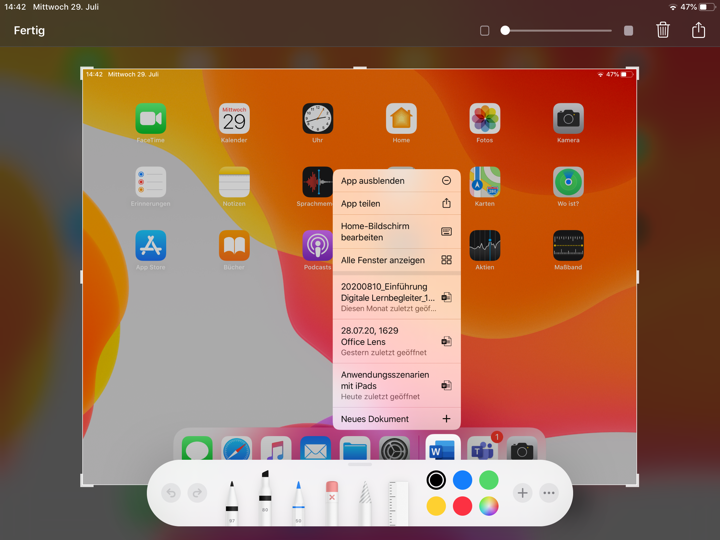 14:42 Mittwoch 29. Juli
47%
Fertig
14:42 Mittwoch 29. Juli
47%
Mittwoch
29
FaceTime
Kalender
Uhr
Home
Fotos
Kamera
Erinnerungen
Notizen
Sprachmem
Karten
Wo ist?
App Store
Bücher
Podcasts
Aktien
Maßband
App ausblenden
App teilen
Home-Bildschirm
bearbeiten
Alle Fenster anzeigen
20200810_Einführung
Digitale Lernbegleiter_1...
Diesen Monat zuletzt geöf...
28.07.20, 1629
Office Lens
Gestern zuletzt geöffnet
Anwendungsszenarien
mit iPads
Heute zuletzt geöffnet
Neues Dokument
W
T
1
97
80